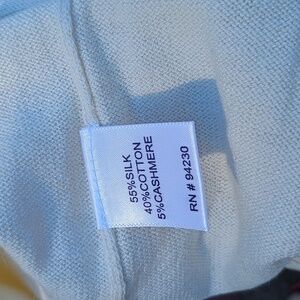 55%SILK
40%COTTON
5%CASHMERE
RN # 94230